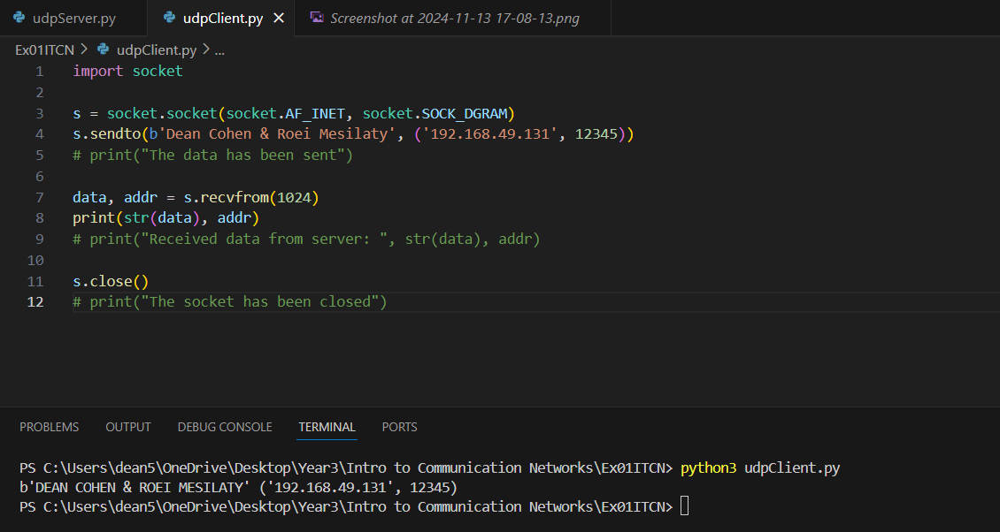 udpServer.py udpClient.py Screenshot at 2024-11-13 17-08-13.png
Ex01ITCN > udpClient.py > ...
1 import socket
2
3 s = socket.socket(socket.AF_INET, socket.SOCK_DGRAM)
4 s.sendto(b'Dean Cohen & Roei Mesilaty', ('192.168.49.131', 12345))
5 # print("The data has been sent")
6
7 data, addr = s.recvfrom(1024)
8 print(str(data), addr)
9 # print("Received data from server: ", str(data), addr)
10
11 s.close()
12 # print("The socket has been closed")
PROBLEMS OUTPUT DEBUG CONSOLE TERMINAL PORTS
PS C:\Users\dean5\OneDrive\Desktop\Year3\Intro to Communication Networks\Ex01ITCN> python3 udpClient.py
b'DEAN COHEN & ROEI MESILATY' ('192.168.49.131', 12345)
PS C:\Users\dean5\OneDrive\Desktop\Year3\Intro to Communication Networks\Ex01ITCN>